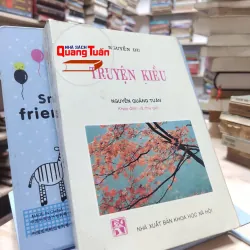 NHÀ SÁCH
Quang Tuấn
NGUYỄN DU
TRUYỆN KIỀU
NGUYỄN QUẢNG TUÂN
NHÀ XUẤT BẢN KHOA HỌC XÃ HỘI
friend